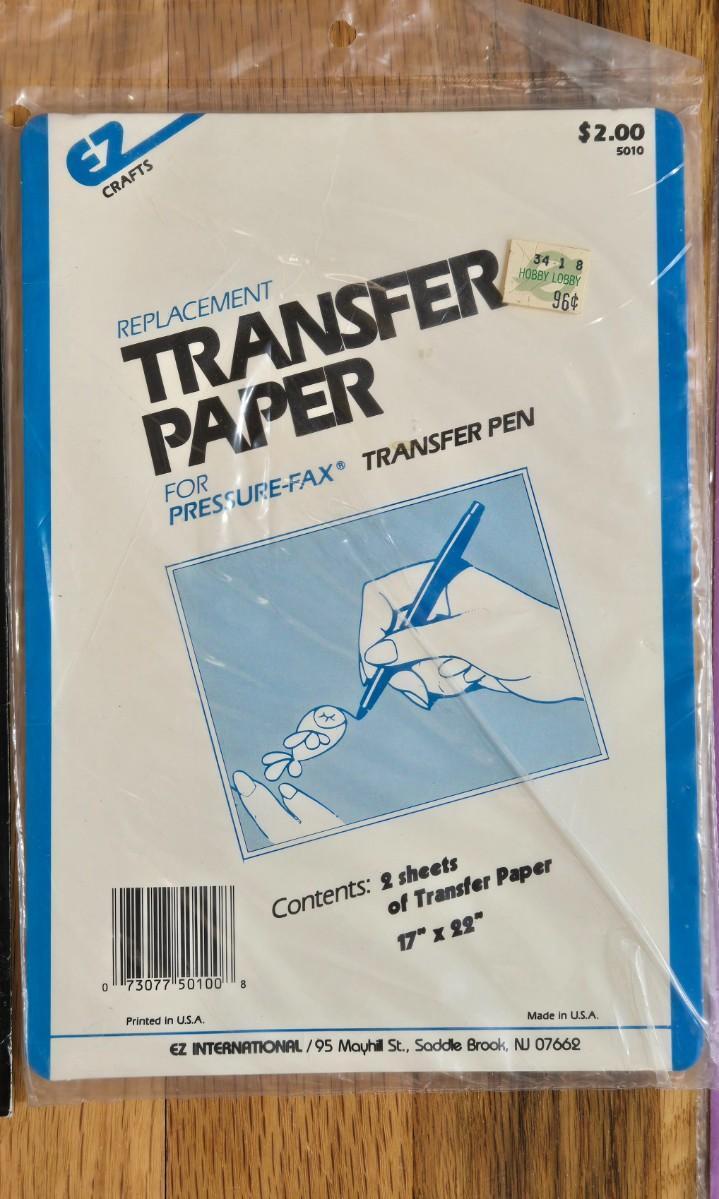 EZ
CRAFTS
$2.00
5010
34 1 8
HOBBY LOBBY
96¢
REPLACEMENT
TRANSFER
PAPER
FOR
PRESSURE-FAX® TRANSFER PEN
Contents: 2 sheets
of Transfer Paper
17" x 22"
0 73077 50100 8
Printed in U.S.A.
Made in U.S.A.
EZ INTERNATIONAL / 95 Mayhill St., Saddle Brook, NJ 07662